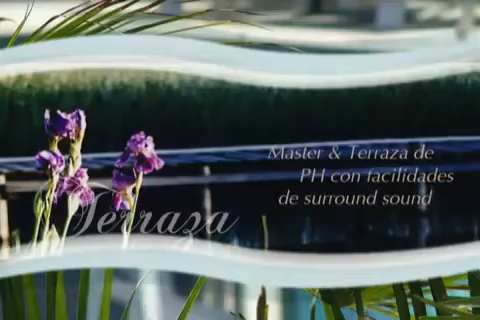 Master & Terraza de
PH con facilidades
de surround sound
Terraza